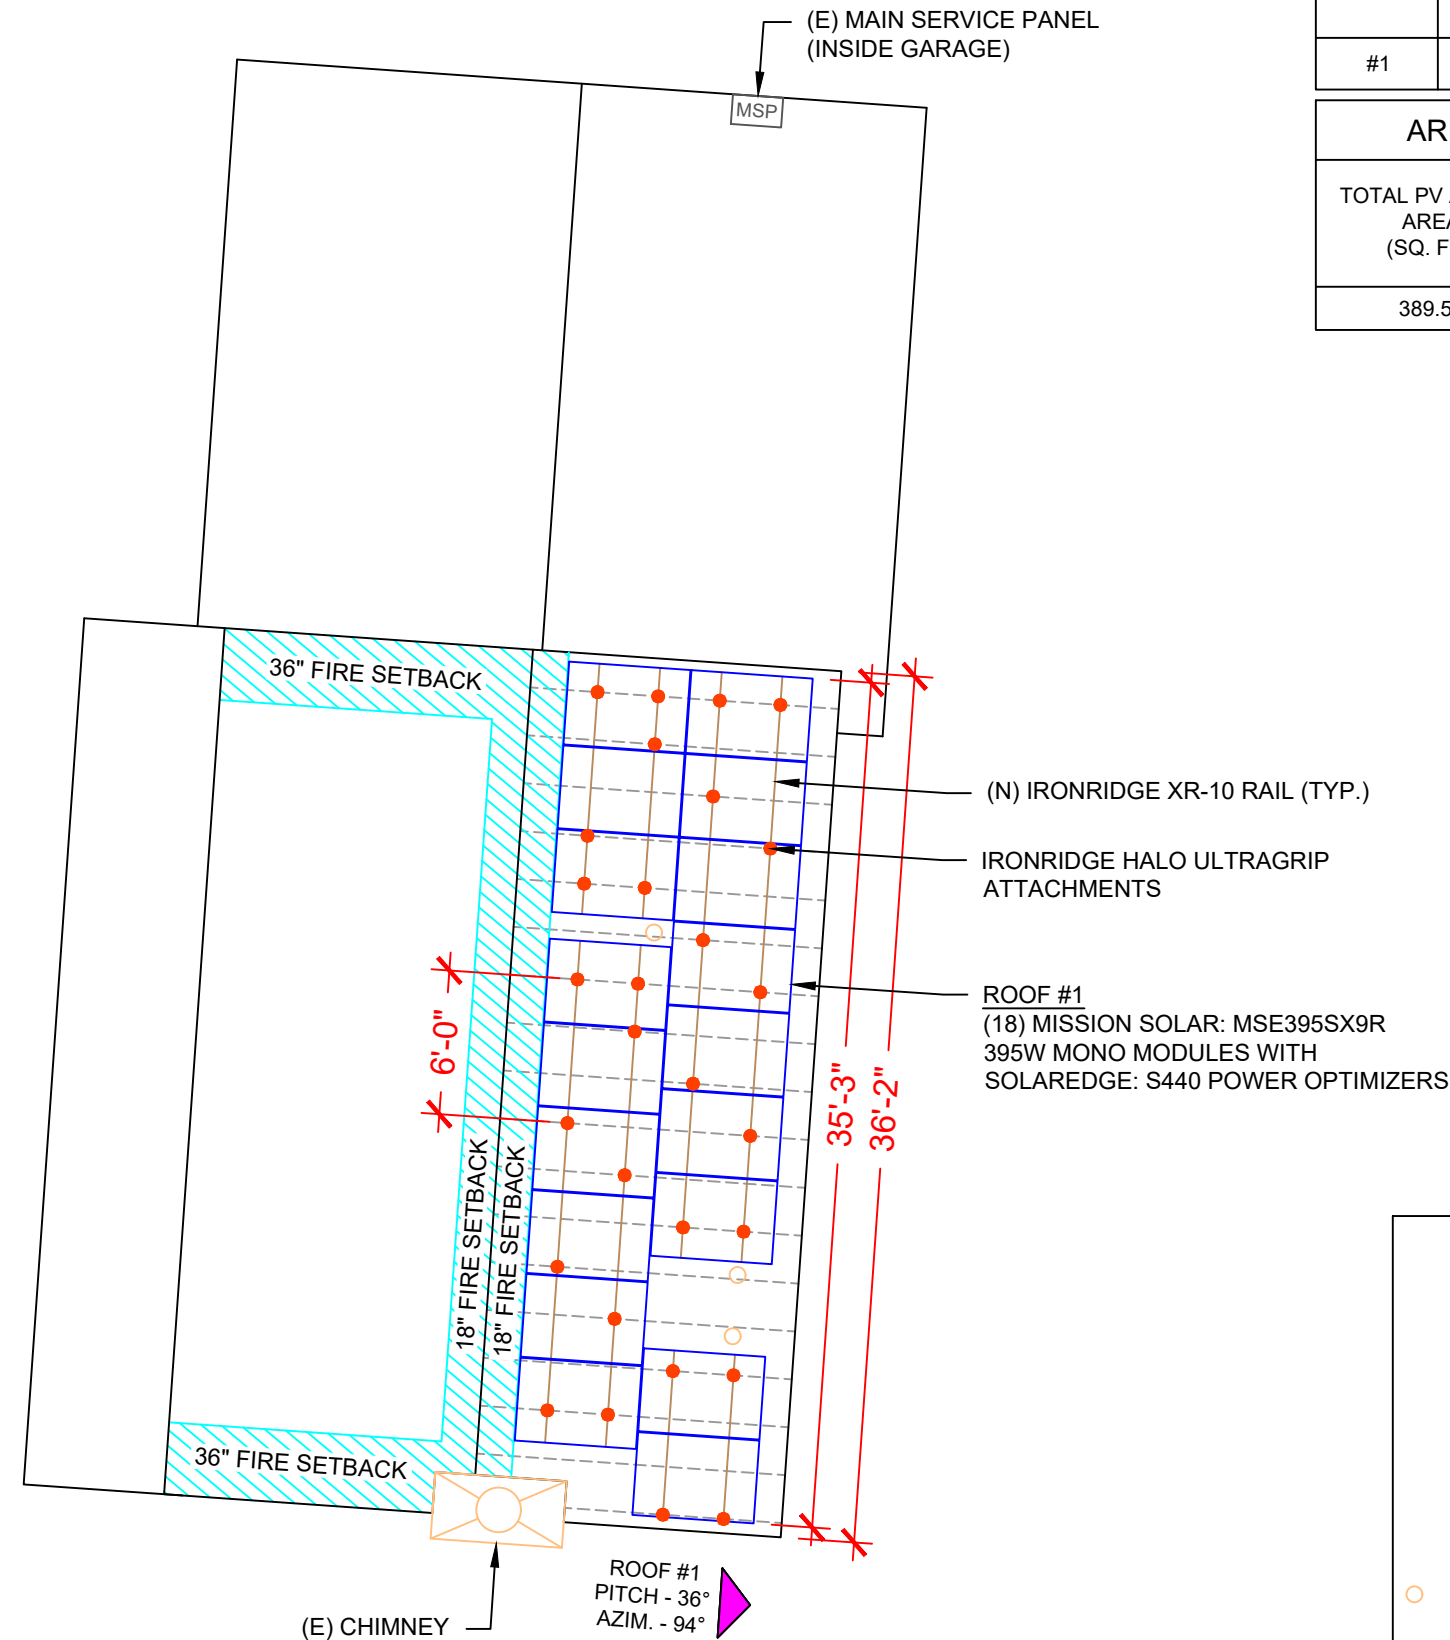 (E) MAIN SERVICE PANEL
(INSIDE GARAGE)
MSP
#1
AR
TOTAL PV
AREA
(SQ. F
389.5
36" FIRE SETBACK
(N) IRONRIDGE XR-10 RAIL (TYP.)
IRONRIDGE HALO ULTRAGRIP
ATTACHMENTS
ROOF #1
(18) MISSION SOLAR: MSE395SX9R
395W MONO MODULES WITH
SOLAREDGE: S440 POWER OPTIMIZERS
6'-0"
35'-3"
36'-2"
18" FIRE SETBACK
18" FIRE SETBACK
36" FIRE SETBACK
ROOF #1
PITCH - 36°
AZIM. - 94°
(E) CHIMNEY